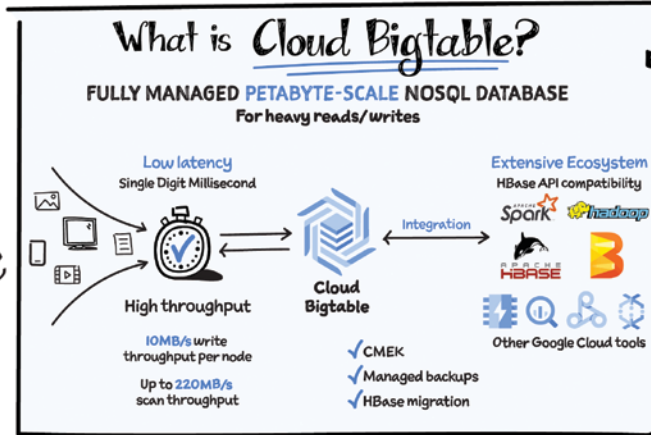 What is Cloud Bigtable?
FULLY MANAGED PETABYTE-SCALE NOSQL DATABASE
For heavy reads/writes
Low latency
Single Digit Millisecond
High throughput
10MB/s write
throughput per node
Up to 220MB/s
scan throughput
Cloud
Bigtable
CMEK
Managed backups
HBase migration
Integration
Extensive Ecosystem
HBase API compatibility
APACHE
Spark
hadoop
APACHE
HBASE
Other Google Cloud tools